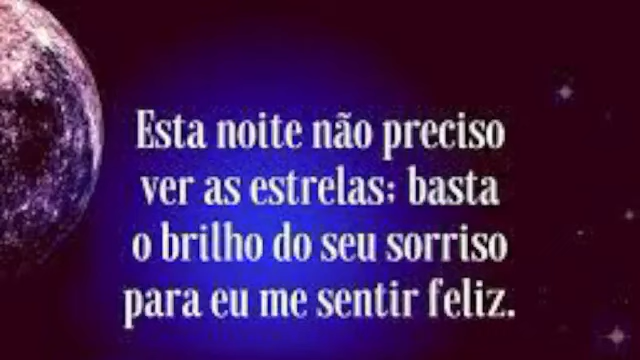 Esta noite não preciso
ver as estrelas; basta
o brilho do seu sorriso
para eu me sentir feliz.